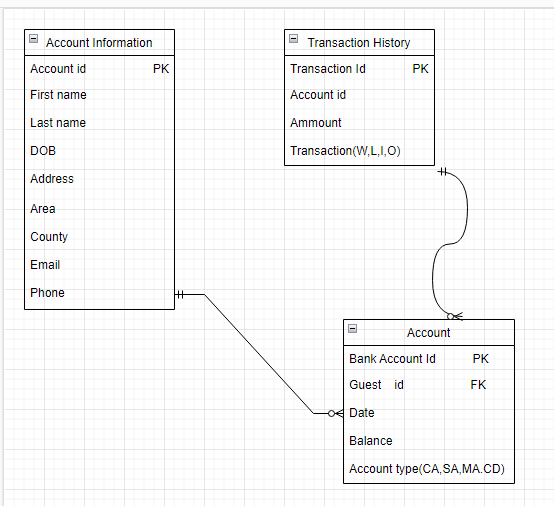 Account Information
Account id PK
First name
Last name
DOB
Address
Area
County
Email
Phone
Transaction History
Transaction Id PK
Account id
Ammount
Transaction(W,L,I,O)
Account
Bank Account Id PK
Guest id FK
Date
Balance
Account type(CA,SA,MA.CD)